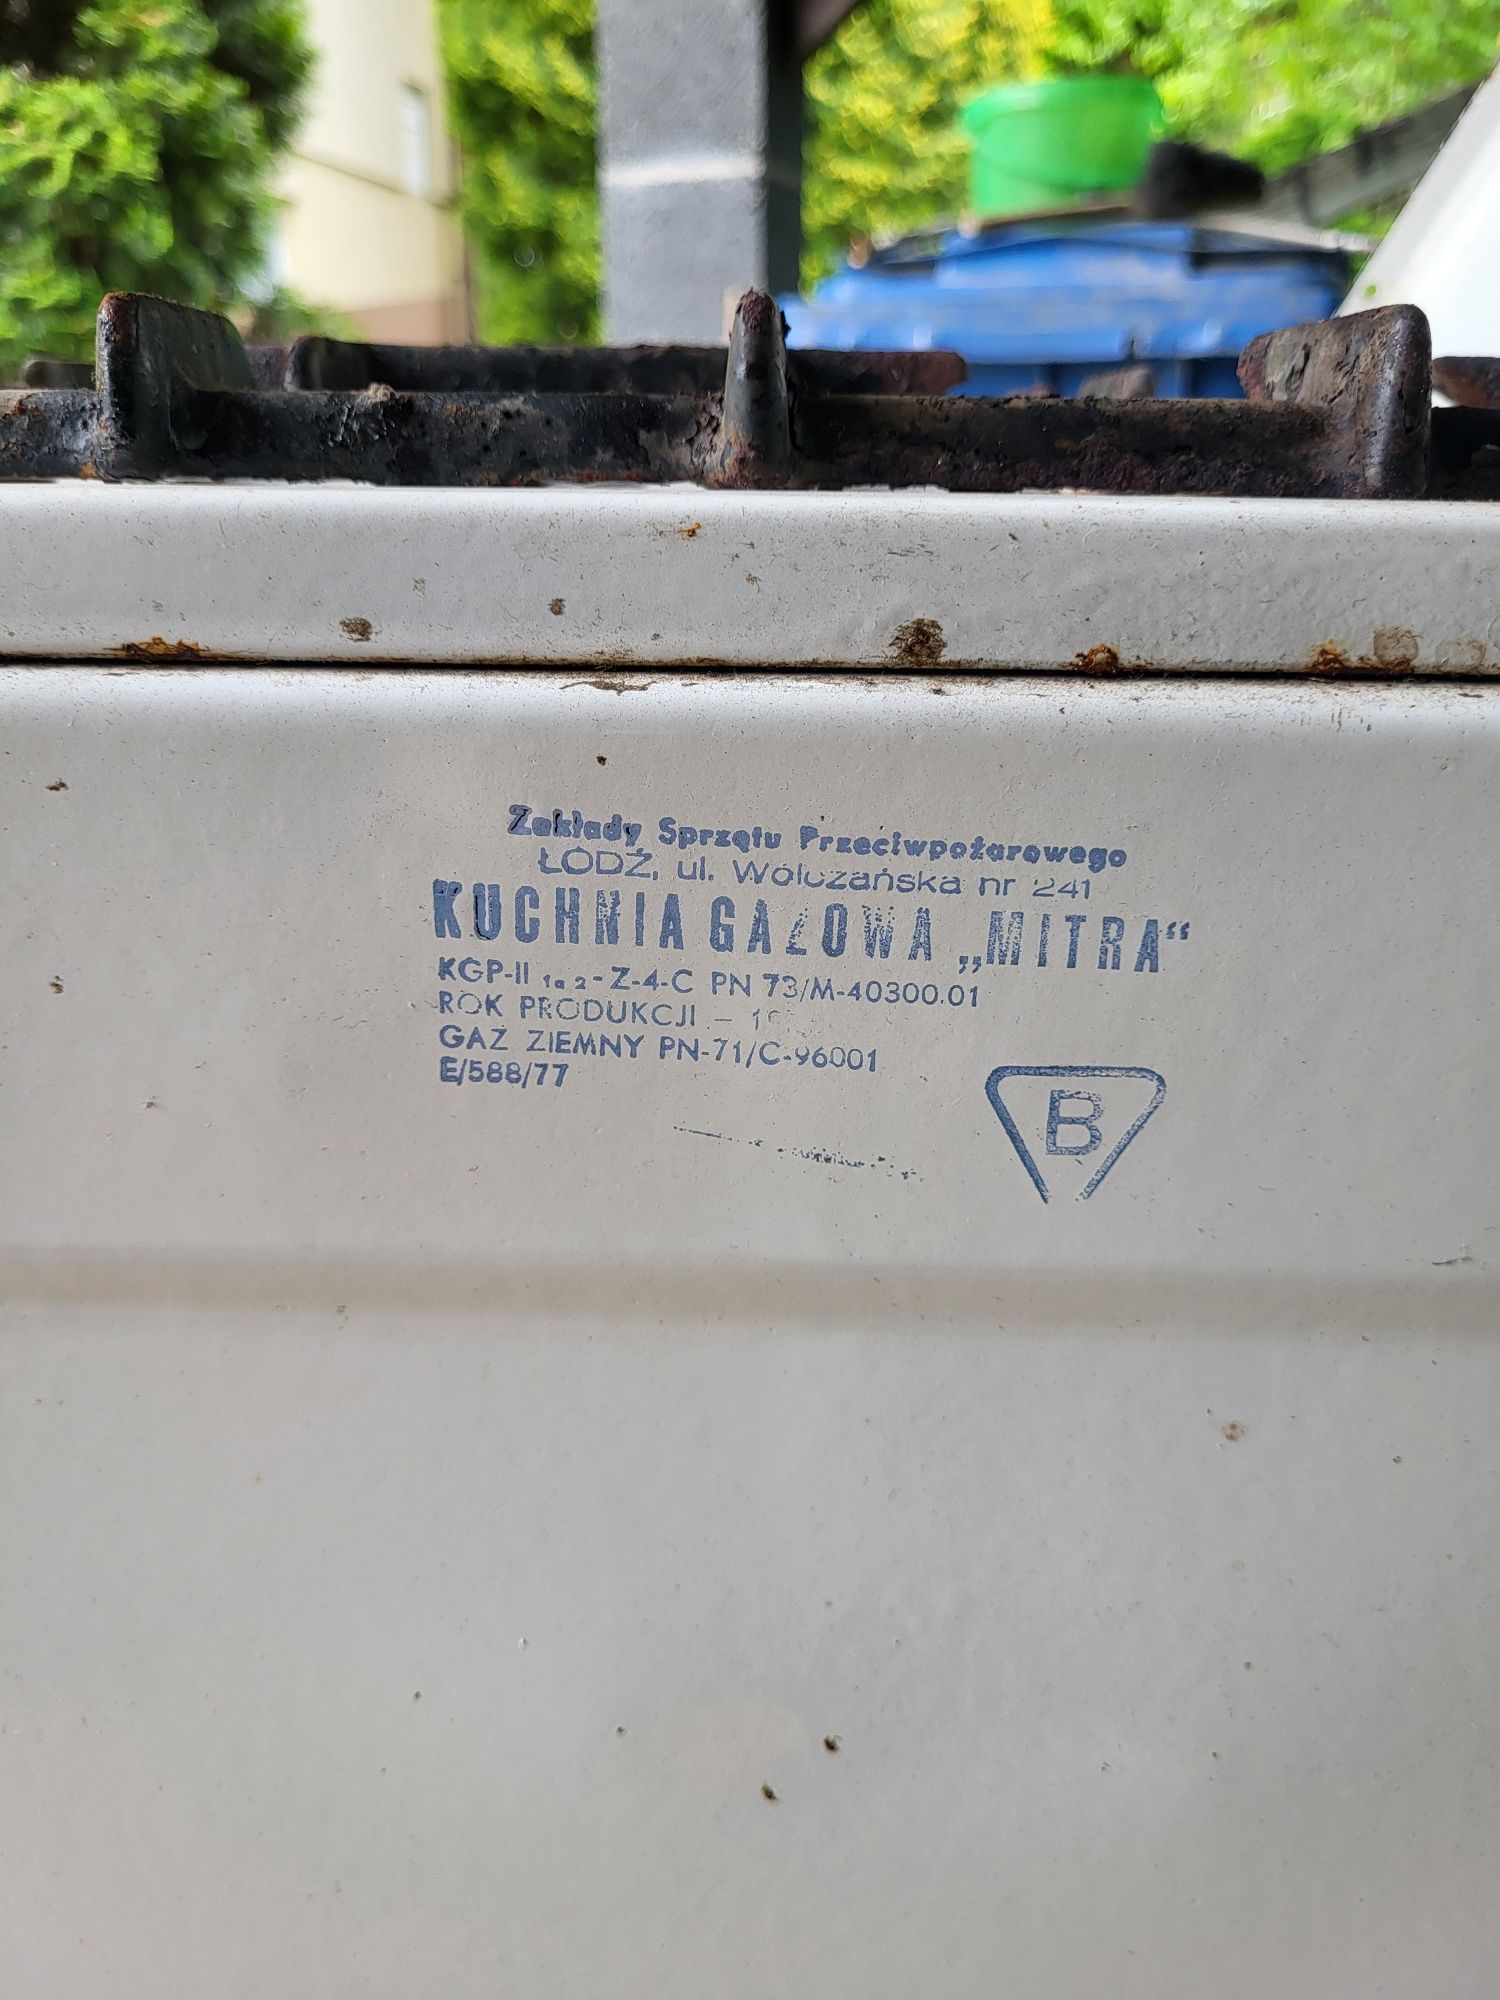 Zakłady Sprzętu Przeciwpożarowego
ŁÓDŹ, ul. Wólczańska nr 241
KUCHNIA GAZOWA „MITRA“
KGP-II 1a 2-Z-4-C PN 73/M-40300.01
ROK PRODUKCJI –
GAZ ZIEMNY PN-71/C-96001
E/588/77
B